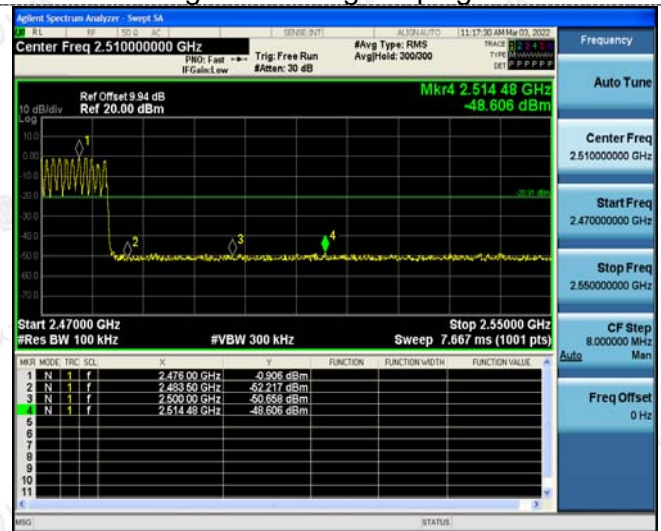 Agilent Spectrum Analyzer - Swept SA
RL RF 50 Ω AC SENSE:INT ALIGNAUTO 11:17:30 AM Mar 03, 2022
Center Freq 2.510000000 GHz
#Avg Type: RMS
TRACE 1 2 3 4 5 6
PNO: Fast Trig: Free Run Avg|Hold: 300/300
TYPE
IFGain:Low #Atten: 30 dB
DET P P P P P P
Mkr4 2.514 48 GHz
-48.606 dBm
Ref Offset 9.94 dB
10 dB/div Ref 20.00 dBm
Log
10.0
0.00
-10.0
-20.0
-30.0
-40.0
-50.0
-60.0
-70.0
1
2
3
4
-20.91 dBm
Start 2.47000 GHz Stop 2.55000 GHz
#Res BW 100 kHz #VBW 300 kHz Sweep 7.667 ms (1001 pts)
MKR MODE TRC SCL X Y FUNCTION FUNCTION WIDTH FUNCTION VALUE
1 N 1 f 2.476 00 GHz -0.906 dBm
2 N 1 f 2.483 50 GHz -52.217 dBm
3 N 1 f 2.500 00 GHz -50.658 dBm
4 N 1 f 2.514 48 GHz -48.606 dBm
5
6
7
8
9
10
11
MSG STATUS
Frequency
Auto Tune
Center Freq
2.510000000 GHz
Start Freq
2.470000000 GHz
Stop Freq
2.550000000 GHz
CF Step
8.000000 MHz
Auto Man
Freq Offset
0 Hz